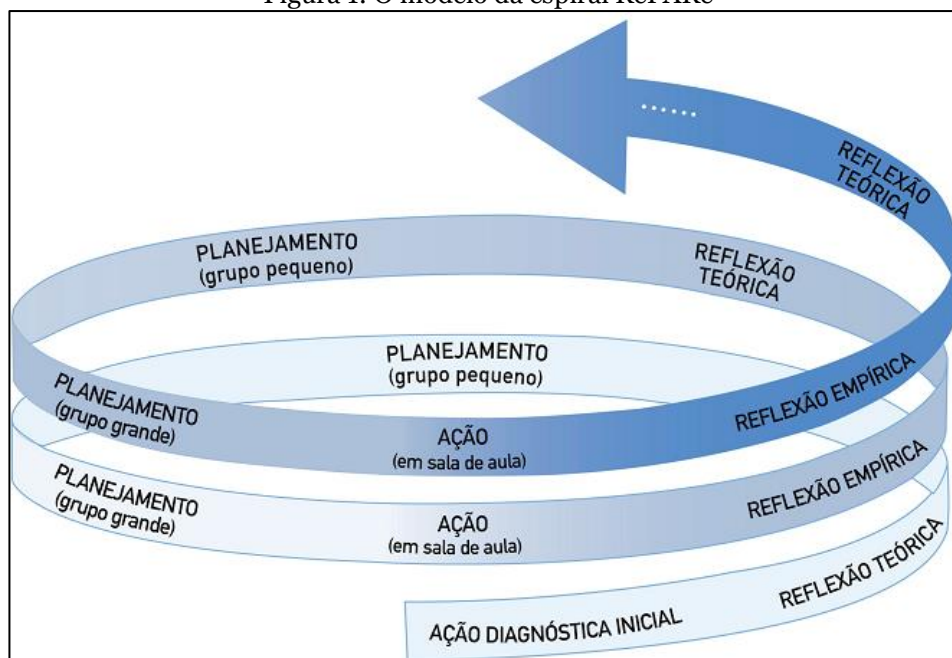 Figura 1: O modelo da espiral RePARe
......
REFLEXÃO
TEÓRICA
PLANEJAMENTO
(grupo pequeno)
REFLEXÃO
TEÓRICA
PLANEJAMENTO
(grupo pequeno)
PLANEJAMENTO
(grupo grande)
AÇÃO
(em sala de aula)
REFLEXÃO EMPÍRICA
PLANEJAMENTO
(grupo grande)
AÇÃO
(em sala de aula)
REFLEXÃO EMPÍRICA
AÇÃO DIAGNÓSTICA INICIAL
REFLEXÃO TEÓRICA